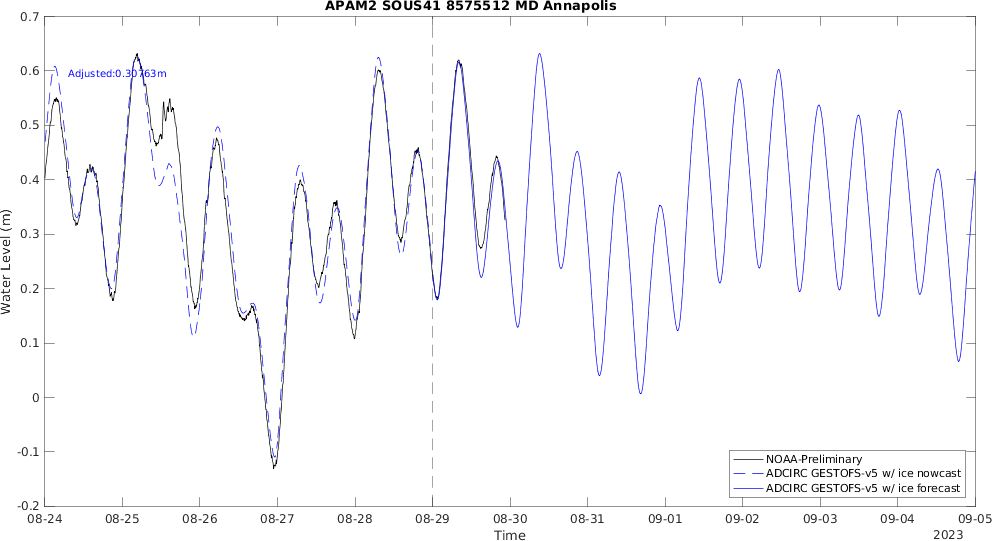 APAM2 SOUS41 8575512 MD Annapolis
Adjusted:0.30763m
Water Level (m)
0.7
0.6
0.5
0.4
0.3
0.2
0.1
0
-0.1
-0.2
NOAA-Preliminary
ADCIRC GESTOFS-v5 w/ ice nowcast
ADCIRC GESTOFS-v5 w/ ice forecast
08-24 08-25 08-26 08-27 08-28 08-29 08-30 08-31 09-01 09-02 09-03 09-04 09-05
Time
2023